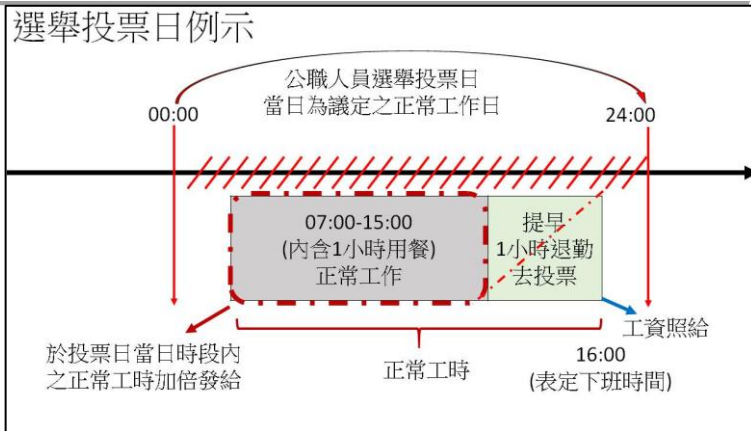 選舉投票日例示
公職人員選舉投票日
當日為議定之正常工作日
00:00
24:00
07:00-15:00
(內含1小時用餐)
正常工作
提早
1小時退勤
去投票
於投票日當日時段內
之正常工時加倍發給
正常工時
工資照給
16:00
(表定下班時間)